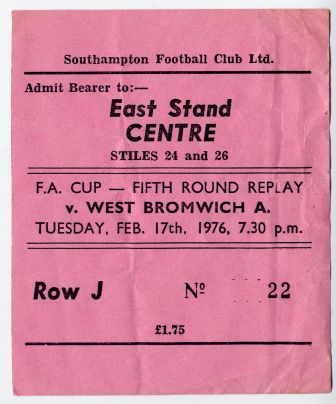 Southampton Football Club Ltd.
Admit Bearer to:—
East Stand
CENTRE
STILES 24 and 26
F.A. CUP — FIFTH ROUND REPLAY
v. WEST BROMWICH A.
TUESDAY, FEB. 17th, 1976, 7.30 p.m.
Row J Nº 22
£1.75